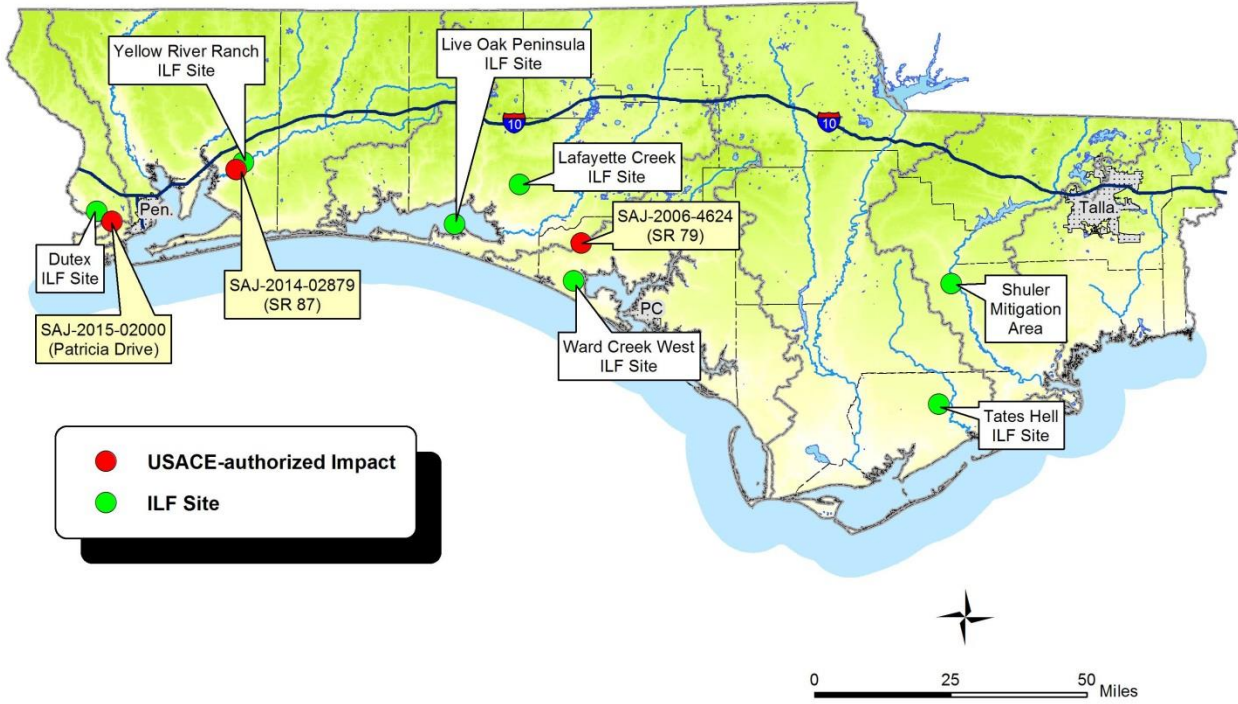 Yellow River Ranch
ILF Site
Live Oak Peninsula
ILF Site
10
10
Lafayette Creek
ILF Site
Pen.
Talla.
SAJ-2006-4624
(SR 79)
Dutex
ILF Site
SAJ-2014-02879
(SR 87)
Shuler
Mitigation
Area
PC
SAJ-2015-02000
(Patricia Drive)
Ward Creek West
ILF Site
Tates Hell
ILF Site
USACE-authorized Impact
ILF Site
0 25 50 Miles